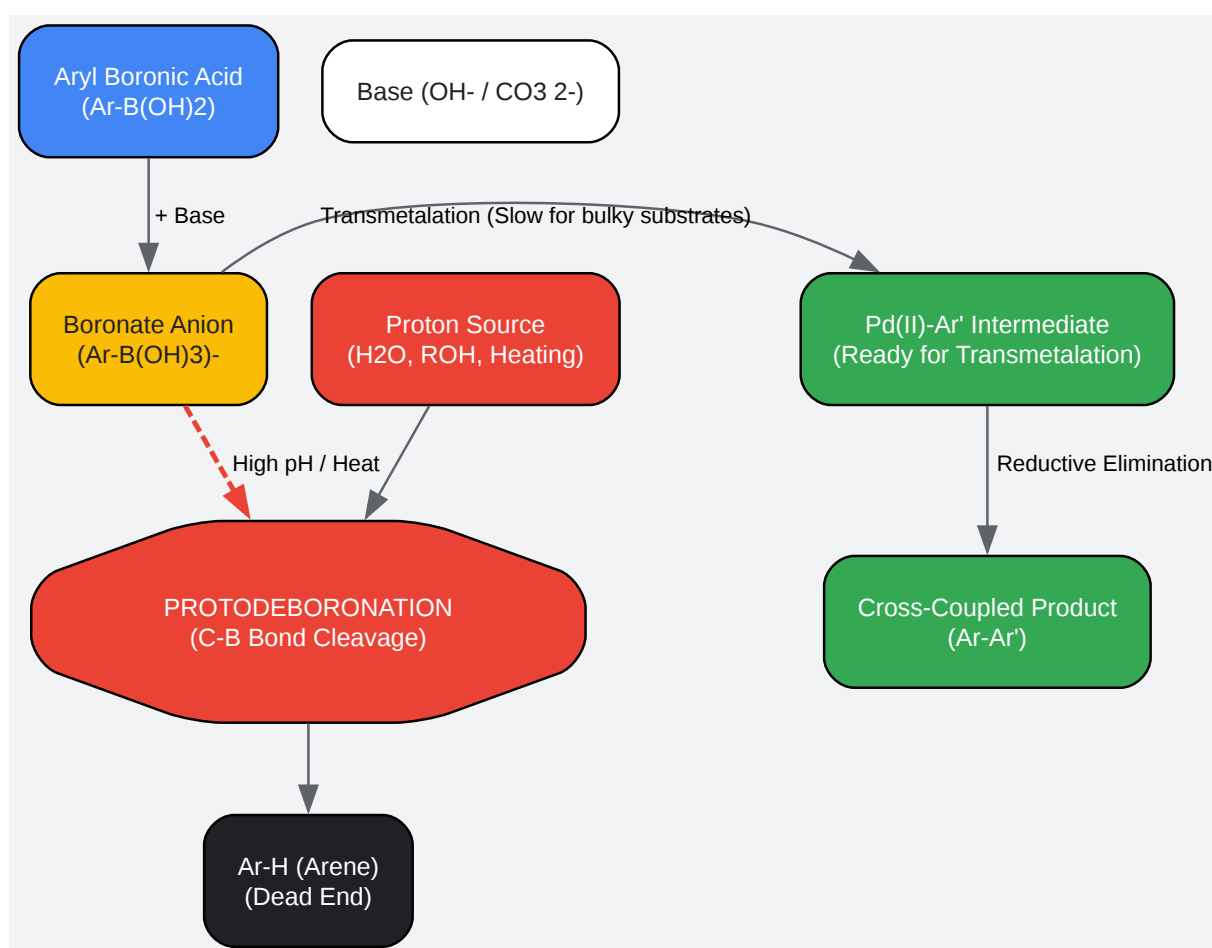 Aryl Boronic Acid
(Ar-B(OH)2)
Base (OH- / CO3 2-)
+ Base
Transmetalation (Slow for bulky substrates)
Boronate Anion
(Ar-B(OH)3)-
Proton Source
(H2O, ROH, Heating)
Pd(II)-Ar' Intermediate
(Ready for Transmetalation)
High pH / Heat
Reductive Elimination
PROTODEBORONATION
(C-B Bond Cleavage)
Cross-Coupled Product
(Ar-Ar')
Ar-H (Arene)
(Dead End)